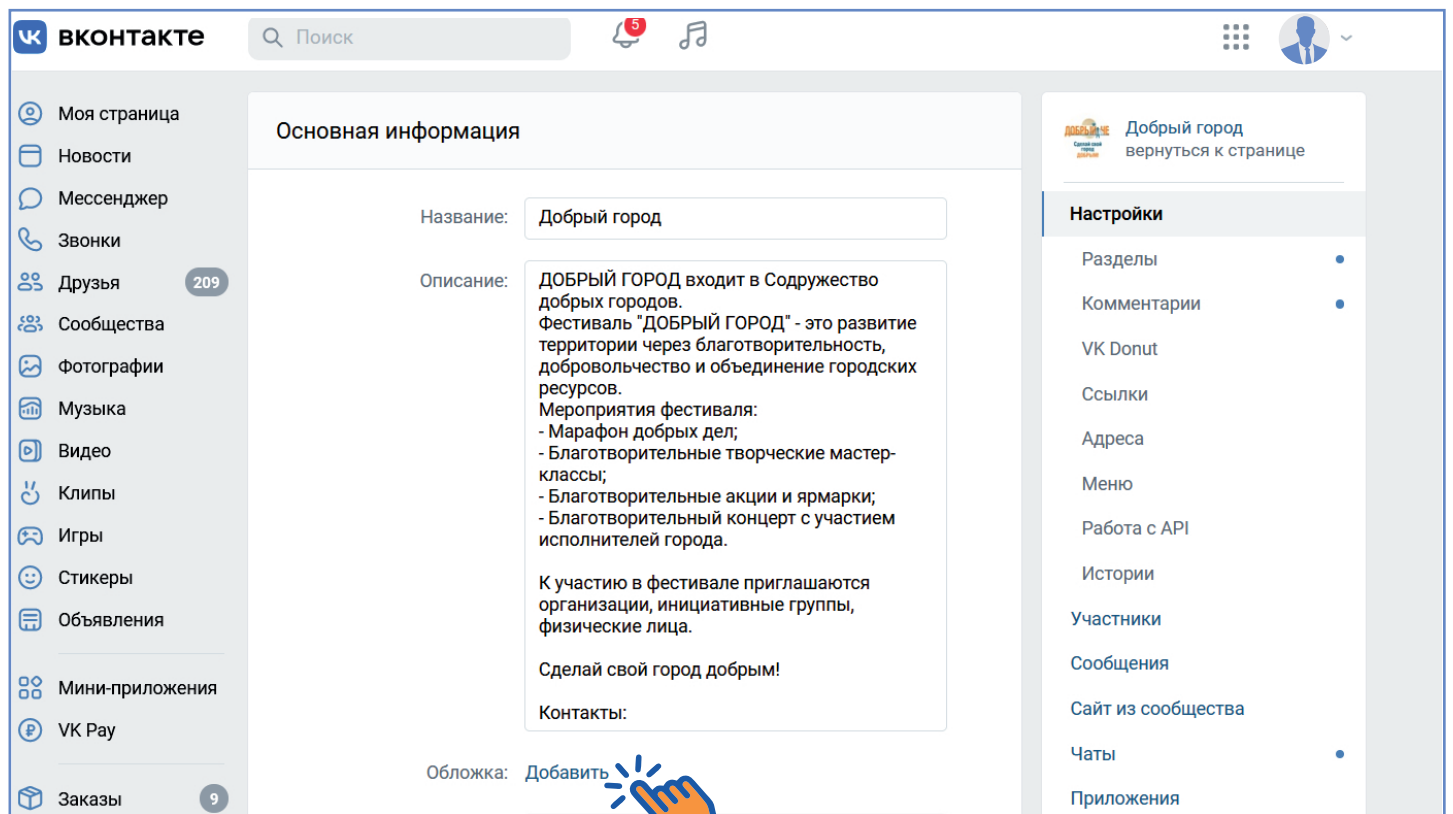 вконтакте
Поиск
5
Моя страница
Новости
Мессенджер
Звонки
Друзья 209
Сообщества
Фотографии
Музыка
Видео
Клипы
Игры
Стикеры
Объявления
Мини-приложения
VK Pay
Заказы 9
Основная информация
Название: Добрый город
Описание: ДОБРЫЙ ГОРОД входит в Содружество
добрых городов.
Фестиваль "ДОБРЫЙ ГОРОД" - это развитие
территории через благотворительность,
добровольчество и объединение городских
ресурсов.
Мероприятия фестиваля:
- Марафон добрых дел;
- Благотворительные творческие мастер-
классы;
- Благотворительные акции и ярмарки;
- Благотворительный концерт с участием
исполнителей города.
К участию в фестивале приглашаются
организации, инициативные группы,
физические лица.
Сделай свой город добрым!
Контакты:
Обложка: Добавить
Добрый город
вернуться к странице
Настройки
Разделы
Комментарии
VK Donut
Ссылки
Адреса
Меню
Работа с API
Истории
Участники
Сообщения
Сайт из сообщества
Чаты
Приложения